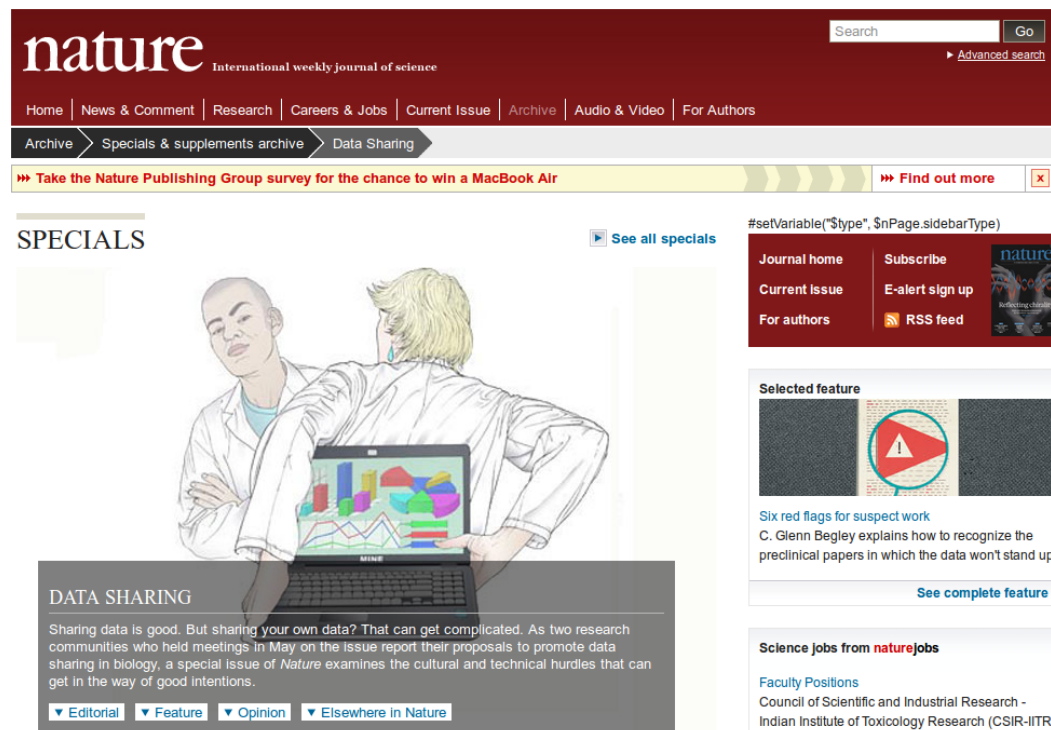 nature International weekly journal of science
Search Go
Advanced search
Home News & Comment Research Careers & Jobs Current Issue Archive Audio & Video For Authors
Archive Specials & supplements archive Data Sharing
Take the Nature Publishing Group survey for the chance to win a MacBook Air Find out more x
SPECIALS
See all specials
MINE
DATA SHARING
Sharing data is good. But sharing your own data? That can get complicated. As two research
communities who held meetings in May on the issue report their proposals to promote data
sharing in biology, a special issue of Nature examines the cultural and technical hurdles that can
get in the way of good intentions.
Editorial Feature Opinion Elsewhere in Nature
#setVariable("$type", $nPage.sidebarType)
Journal home Subscribe
Current issue E-alert sign up
For authors RSS feed
nature
Reflecting chirality
Selected feature
!
Six red flags for suspect work
C. Glenn Begley explains how to recognize the
preclinical papers in which the data won't stand up
See complete feature
Science jobs from naturejobs
Faculty Positions
Council of Scientific and Industrial Research -
Indian Institute of Toxicology Research (CSIR-IITR